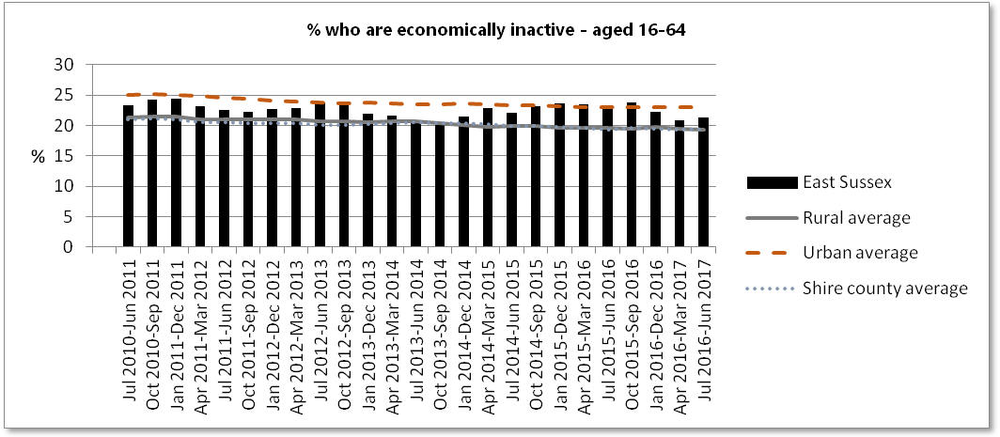 % who are economically inactive - aged 16-64
30
25
20
15
10
5
0
%
Jul 2010-Jun 2011
Oct 2010-Sep 2011
Jan 2011-Dec 2011
Apr 2011-Mar 2012
Jul 2011-Jun 2012
Oct 2011-Sep 2012
Jan 2012-Dec 2012
Apr 2012-Mar 2013
Jul 2012-Jun 2013
Oct 2012-Sep 2013
Jan 2013-Dec 2013
Apr 2013-Mar 2014
Jul 2013-Jun 2014
Oct 2013-Sep 2014
Jan 2014-Dec 2014
Apr 2014-Mar 2015
Jul 2014-Jun 2015
Oct 2014-Sep 2015
Jan 2015-Dec 2015
Apr 2015-Mar 2016
Jul 2015-Jun 2016
Oct 2015-Sep 2016
Jan 2016-Dec 2016
Apr 2016-Mar 2017
Jul 2016-Jun 2017
East Sussex
Rural average
Urban average
Shire county average